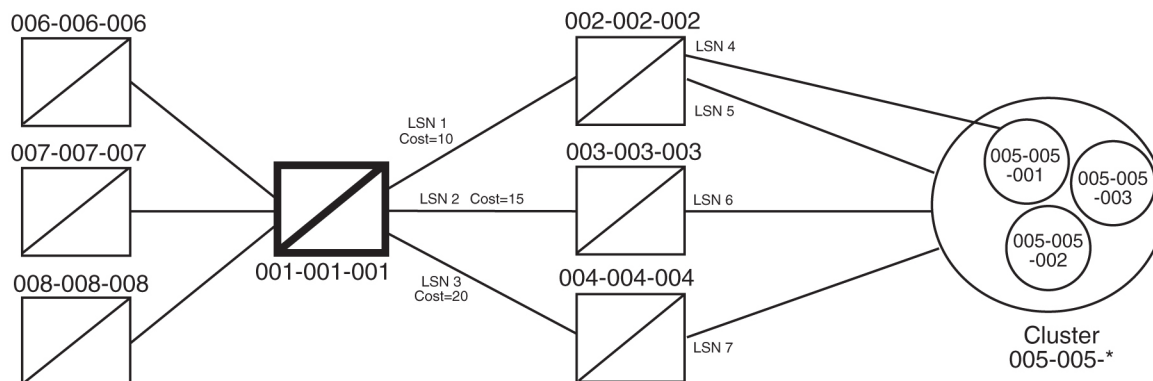 006-006-006
002-002-002
LSN 4
LSN 5
LSN 1
Cost=10
007-007-007
003-003-003
005-005
-001
005-005
-003
LSN 2 Cost=15
LSN 6
005-005
-002
001-001-001
008-008-008
LSN 3
Cost=20
004-004-004
LSN 7
Cluster
005-005-*